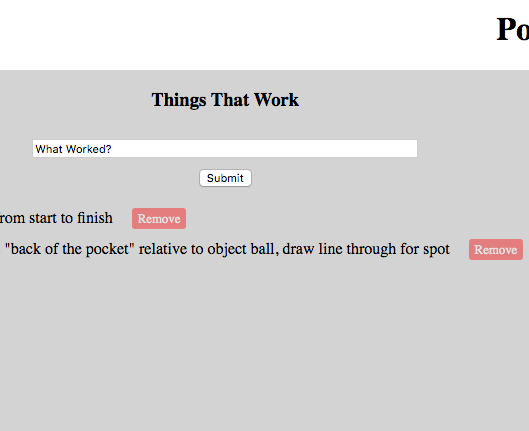 Po
Things That Work
What Worked?
Submit
rom start to finish Remove
"back of the pocket" relative to object ball, draw line through for spot Remove